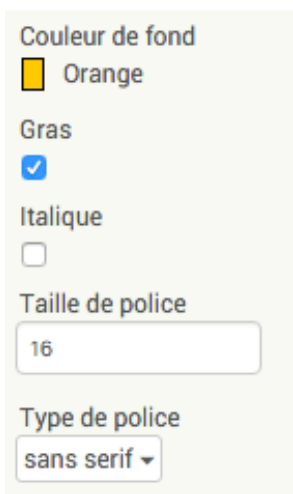 Couleur de fond
Orange
Gras
Italique
Taille de police
16
Type de police
sans serif